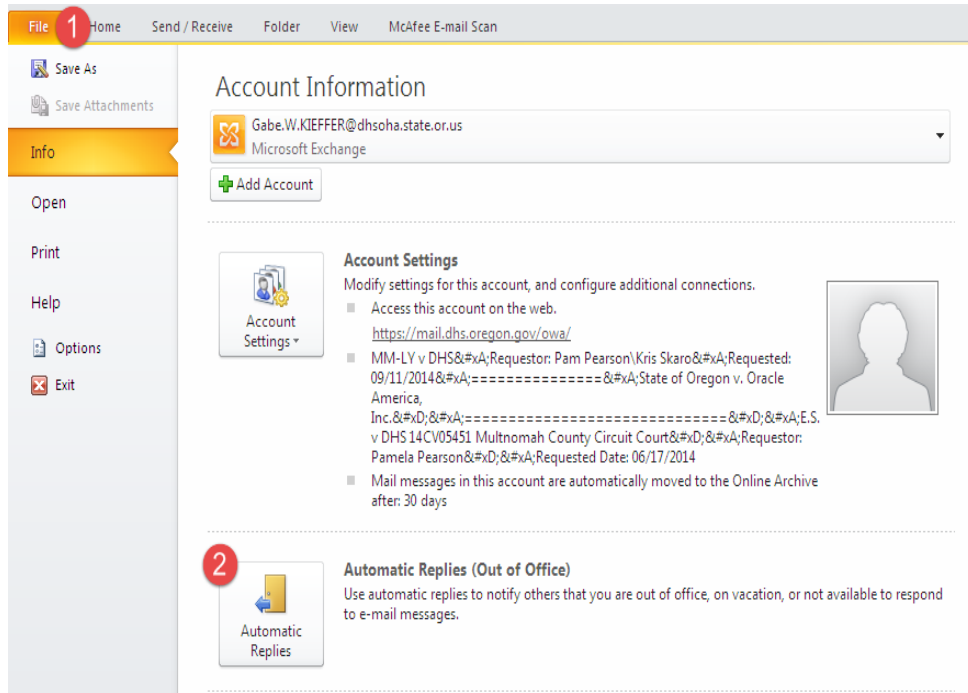 File 1 Home Send / Receive Folder View McAfee E-mail Scan
Save As
Save Attachments
Info
Open
Print
Help
Options
Exit
Account Information
Gabe.W.KIEFFER@dhsoha.state.or.us
Microsoft Exchange
Add Account
Account
Settings
Account Settings
Modify settings for this account, and configure additional connections.
Access this account on the web.
https://mail.dhs.oregon.gov/owa/
MM-LY v DHS&#xA;Requestor: Pam Pearson\Kris Skaro&#xA;Requested:
09/11/2014&#xA;===============&#xA;State of Oregon v. Oracle
America,
Inc.&#xD;&#xA;==============================&#xD;&#xA;E.S.
v DHS 14CV05451 Multnomah County Circuit Court&#xD;&#xA;Requestor:
Pamela Pearson&#xD;&#xA;Requested Date: 06/17/2014
Mail messages in this account are automatically moved to the Online Archive
after: 30 days
2
Automatic
Replies
Automatic Replies (Out of Office)
Use automatic replies to notify others that you are out of office, on vacation, or not available to respond
to e-mail messages.